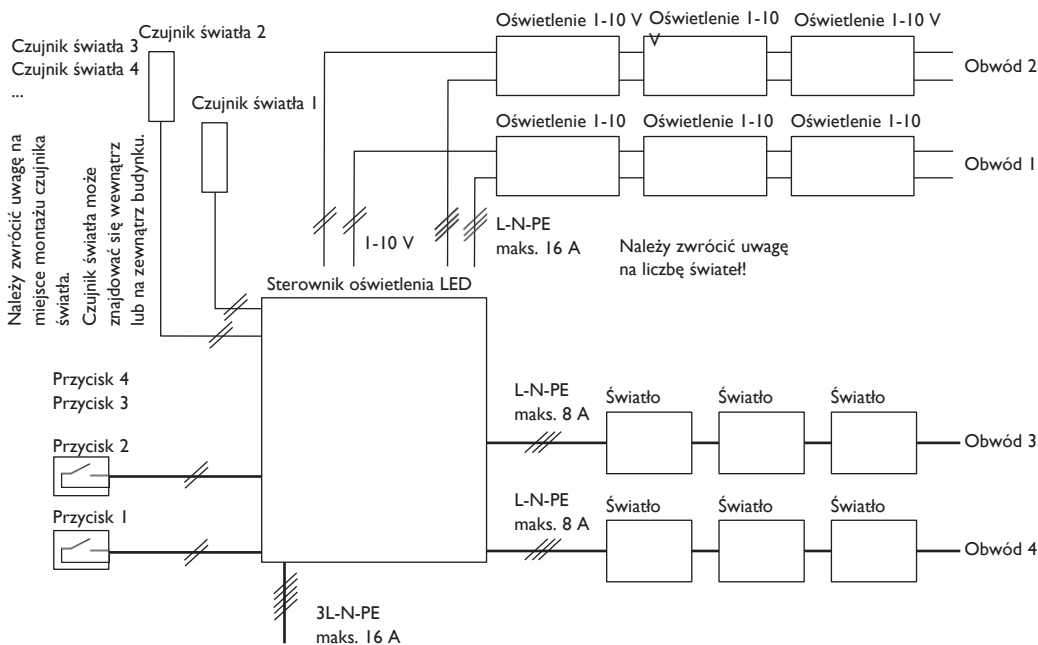 Czujnik światła 3
Czujnik światła 4
...
Czujnik światła 2
Czujnik światła 1
Należy zwrócić uwagę na
miejsce montażu czujnika
światła.
Czujnik światła może
znajdować się wewnątrz
lub na zewnątrz budynku.
Oświetlenie 1-10 V
Oświetlenie 1-10
V
Oświetlenie 1-10 V
Obwód 2
Oświetlenie 1-10
Oświetlenie 1-10
Oświetlenie 1-10
Obwód 1
1-10 V
L-N-PE
maks. 16 A
Należy zwrócić uwagę
na liczbę świateł!
Sterownik oświetlenia LED
Przycisk 4
Przycisk 3
Przycisk 2
Przycisk 1
L-N-PE
maks. 8 A
Światło
Światło
Światło
Obwód 3
L-N-PE
maks. 8 A
Światło
Światło
Światło
Obwód 4
3L-N-PE
maks. 16 A